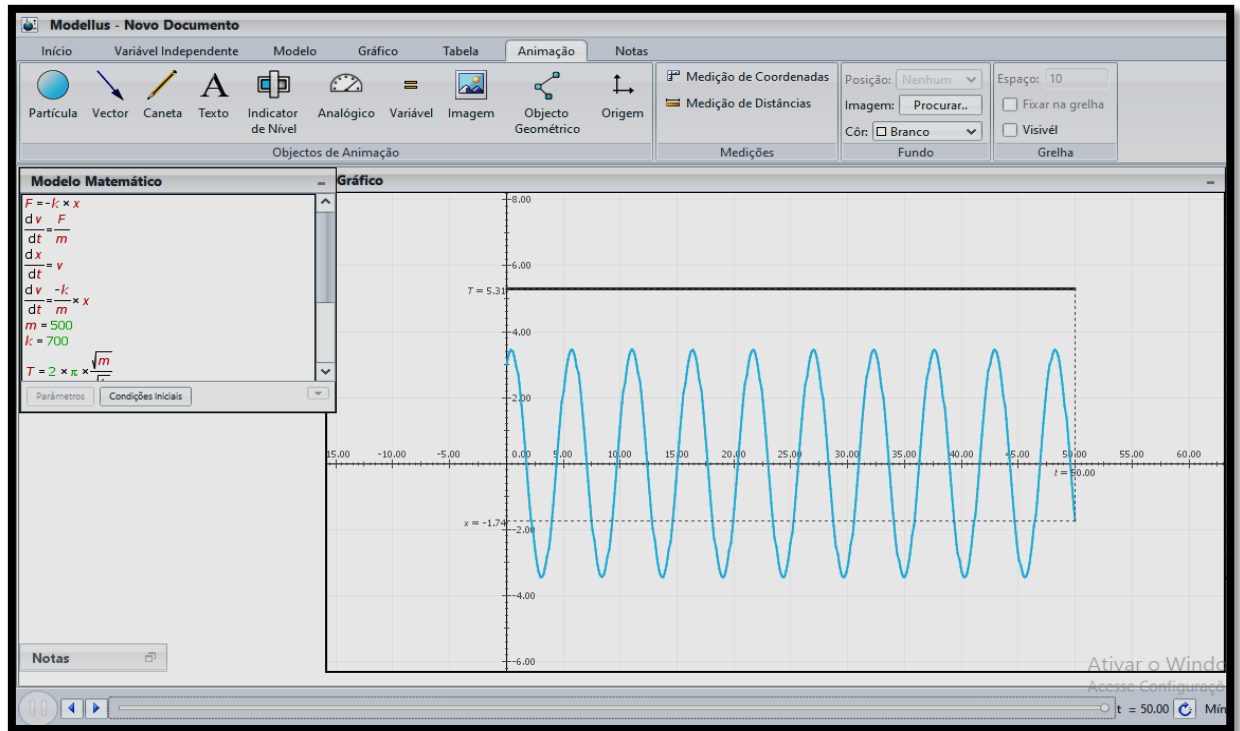 Modellus - Novo Documento
Início Variável Independente Modelo Gráfico Tabela Animação Notas
Partícula Vector Caneta Texto Indicador de Nível Analógico Variável Imagem Objecto Geométrico Origem
Objectos de Animação
Medição de Coordenadas
Medição de Distâncias
Medições
Posição: Nenhum
Imagem: Procurar..
Côr: Branco
Fundo
Espaço: 10
Fixar na grelha
Visivél
Grelha
Modelo Matemático
F = -k × x
dv/dt = F/m
dx/dt = v
dv/dt = -k/m × x
m = 500
k = 700
T = 2 × π × √m
Parâmetros Condições Iniciais
Gráfico
8.00
6.00
T = 5.31
4.00
2.00
15.00 -10.00 -5.00 0.00 5.00 10.00 15.00 20.00 25.00 30.00 35.00 40.00 45.00 50.00 55.00 60.00
t = 50.00
x = -1.74
-2.00
-4.00
-6.00
Notas
Ativar o Windo
Acesse Configuraçõ
t = 50.00 Mín